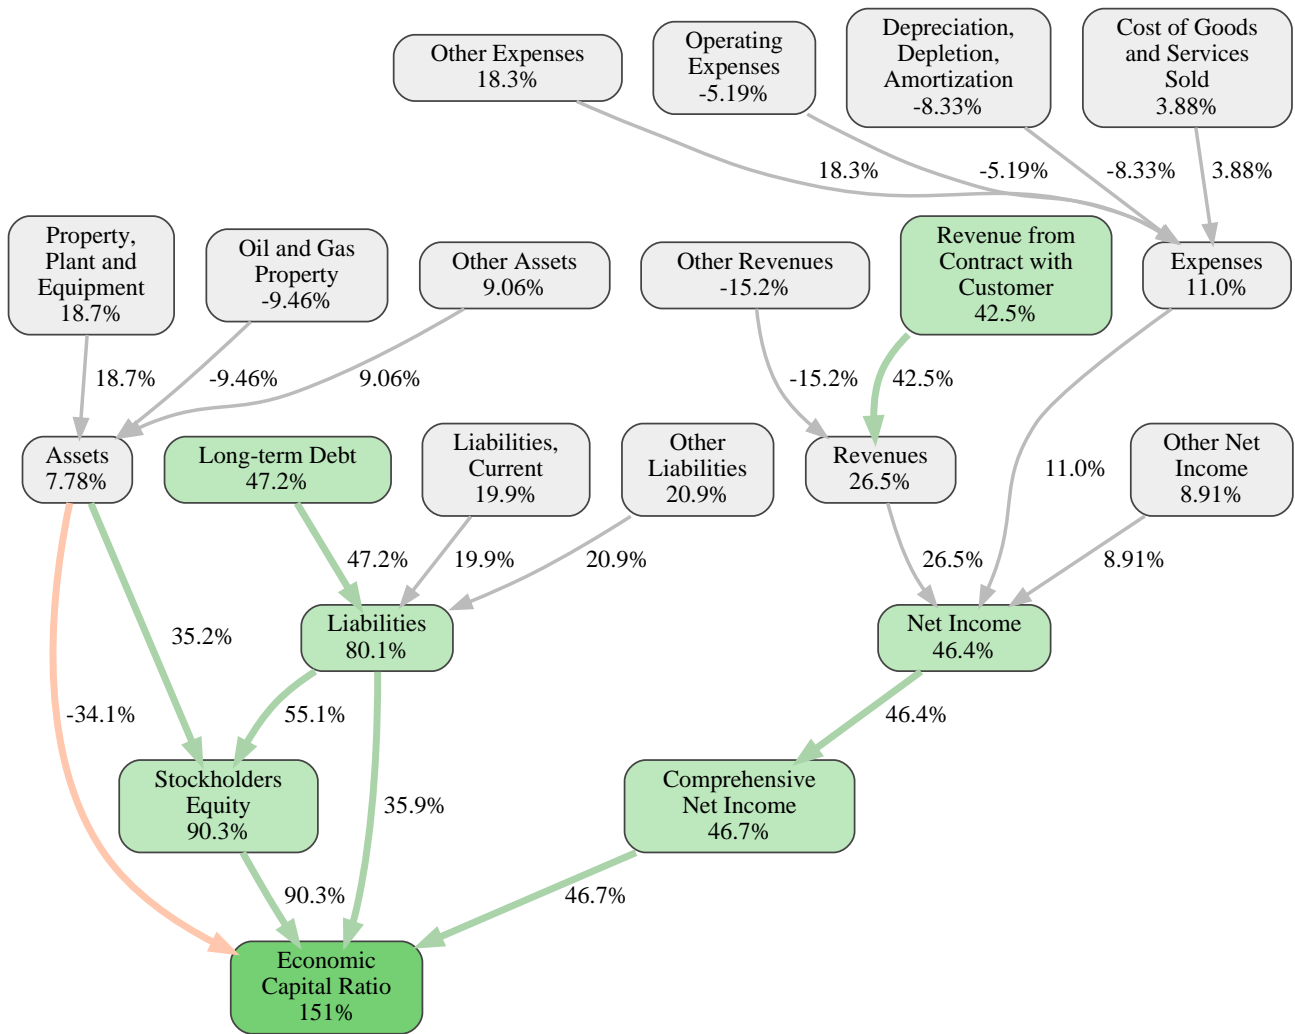 Other Expenses
18.3%
Operating
Expenses
-5.19%
Depreciation,
Depletion,
Amortization
-8.33%
Cost of Goods
and Services
Sold
3.88%
18.3%
-5.19%
-8.33%
3.88%
Property,
Plant and
Equipment
18.7%
Oil and Gas
Property
-9.46%
Other Assets
9.06%
Other Revenues
-15.2%
Revenue from
Contract with
Customer
42.5%
Expenses
11.0%
18.7%
-9.46%
9.06%
-15.2%
42.5%
11.0%
Assets
7.78%
Long-term Debt
47.2%
Liabilities,
Current
19.9%
Other
Liabilities
20.9%
Revenues
26.5%
Other Net
Income
8.91%
47.2%
19.9%
20.9%
26.5%
8.91%
35.2%
Liabilities
80.1%
Net Income
46.4%
-34.1%
55.1%
46.4%
Stockholders
Equity
90.3%
35.9%
Comprehensive
Net Income
46.7%
90.3%
46.7%
Economic
Capital Ratio
151%